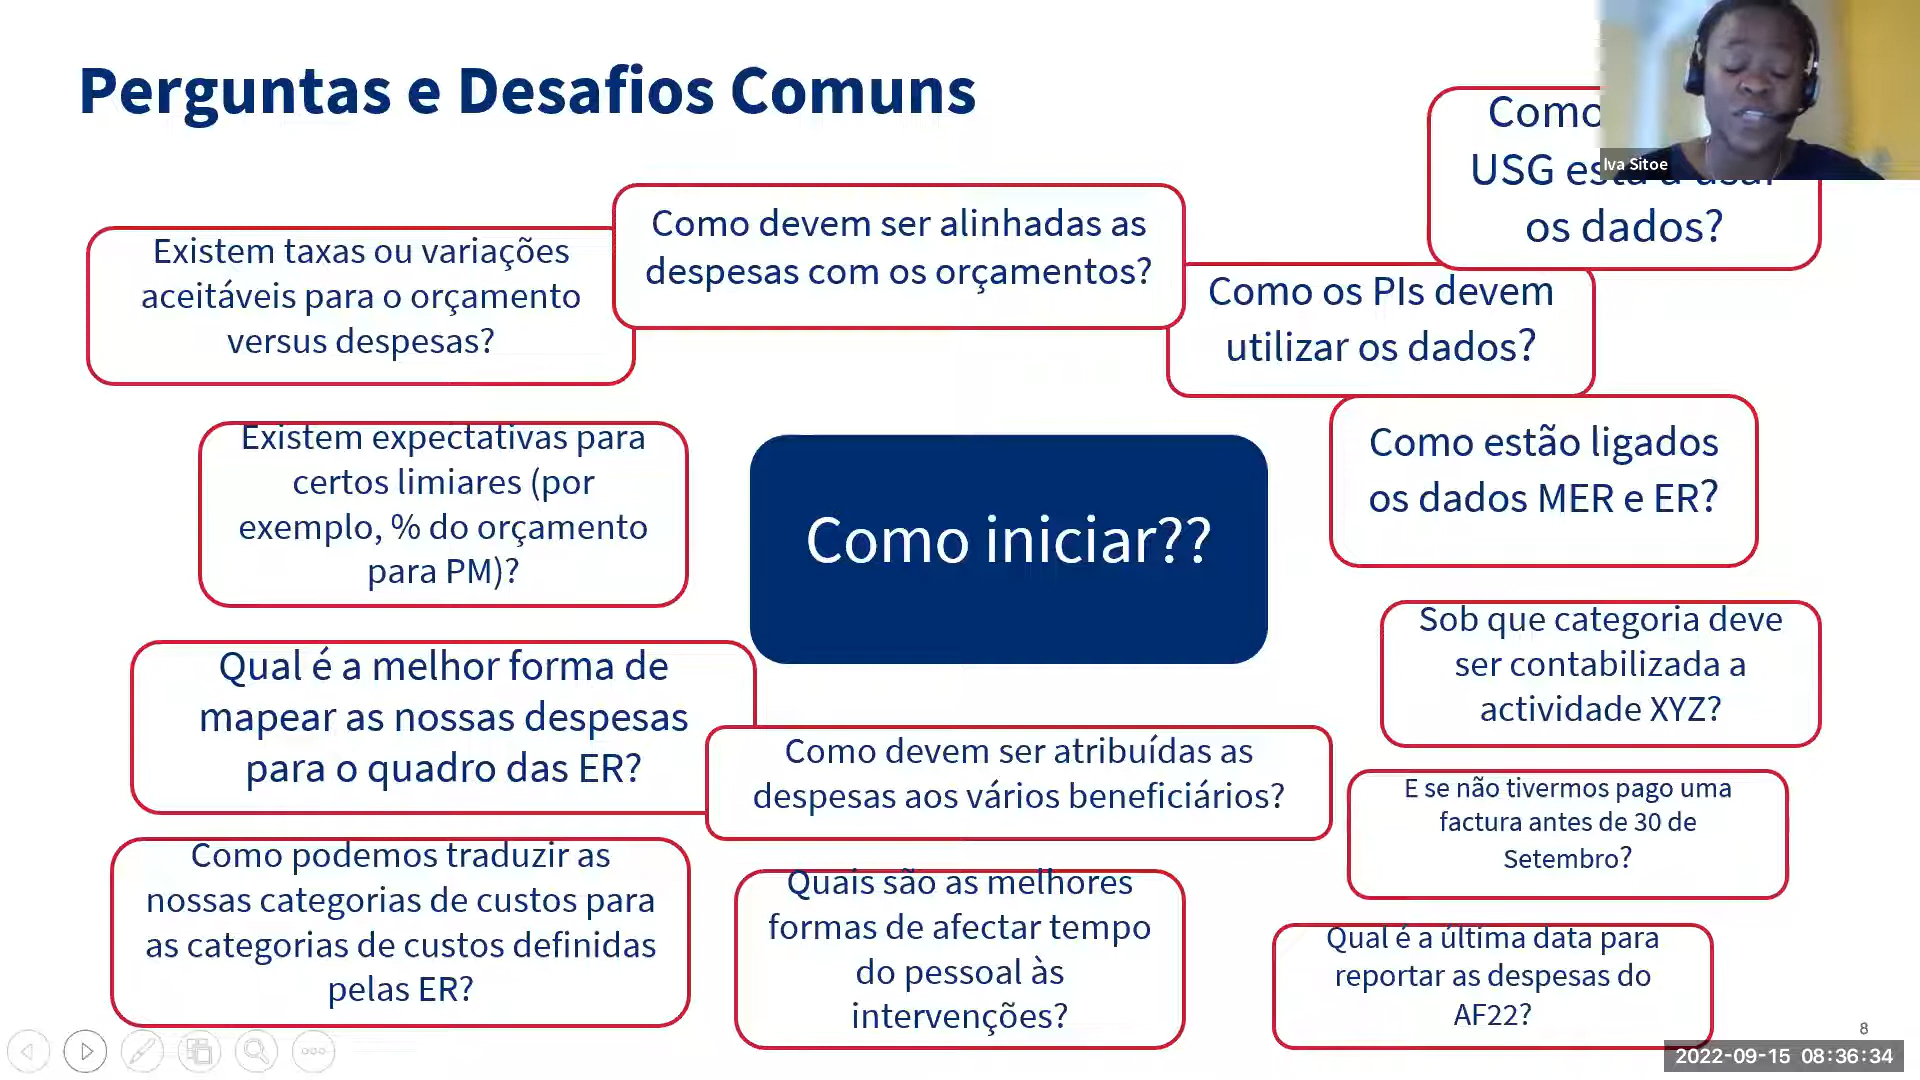 Perguntas e Desafios Comuns
Como
USG está a usar
os dados?
Iva Sitoe
Como devem ser alinhadas as
despesas com os orçamentos?
Existem taxas ou variações
aceitáveis para o orçamento
versus despesas?
Como os PIs devem
utilizar os dados?
Existem expectativas para
certos limiares (por
exemplo, % do orçamento
para PM)?
Como iniciar??
Como estão ligados
os dados MER e ER?
Qual é a melhor forma de
mapear as nossas despesas
para o quadro das ER?
Sob que categoria deve
ser contabilizada a
actividade XYZ?
Como devem ser atribuídas as
despesas aos vários beneficiários?
E se não tivermos pago uma
factura antes de 30 de
Setembro?
Como podemos traduzir as
nossas categorias de custos para
as categorias de custos definidas
pelas ER?
Quais são as melhores
formas de afectar tempo
do pessoal às
intervenções?
Qual é a última data para
reportar as despesas do
AF22?
8
2022-09-15 08:36:34